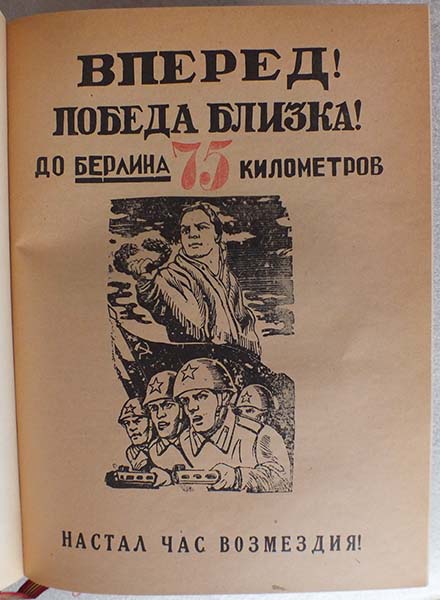 ВПЕРЕД!
ПОБЕДА БЛИЗКА!
ДО БЕРЛИНА 75 КИЛОМЕТРОВ
НАСТАЛ ЧАС ВОЗМЕЗДИЯ!